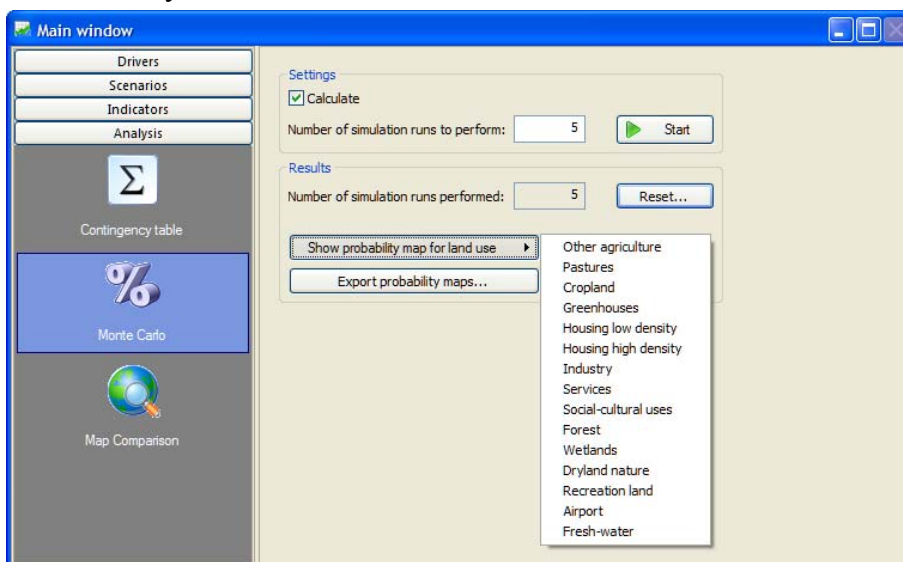 Main window
Drivers
Scenarios
Indicators
Analysis
Σ
Contingency table
%
Monte Carlo
Map Comparison
Settings
Calculate
Number of simulation runs to perform: 5 Start
Results
Number of simulation runs performed: 5 Reset...
Show probability map for land use
Export probability maps...
Other agriculture
Pastures
Cropland
Greenhouses
Housing low density
Housing high density
Industry
Services
Social-cultural uses
Forest
Wetlands
Dryland nature
Recreation land
Airport
Fresh-water